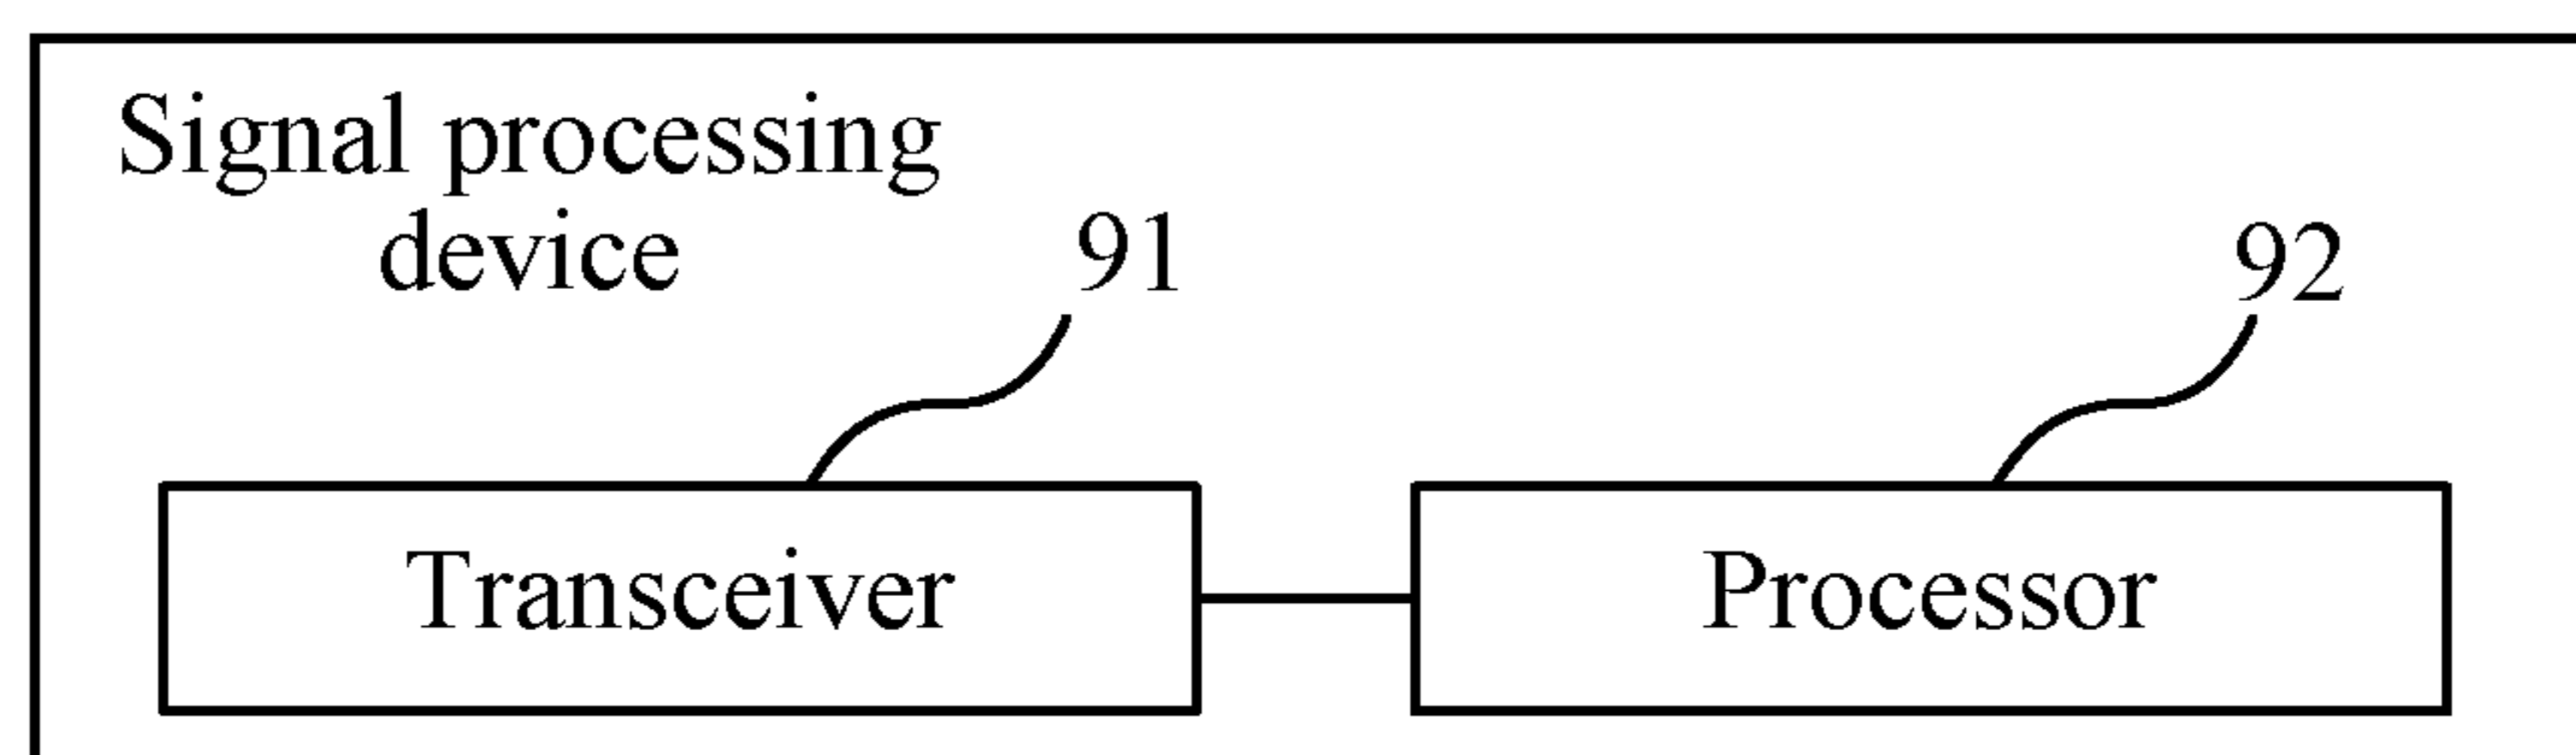 Signal processing
device
91
92
Transceiver
Processor